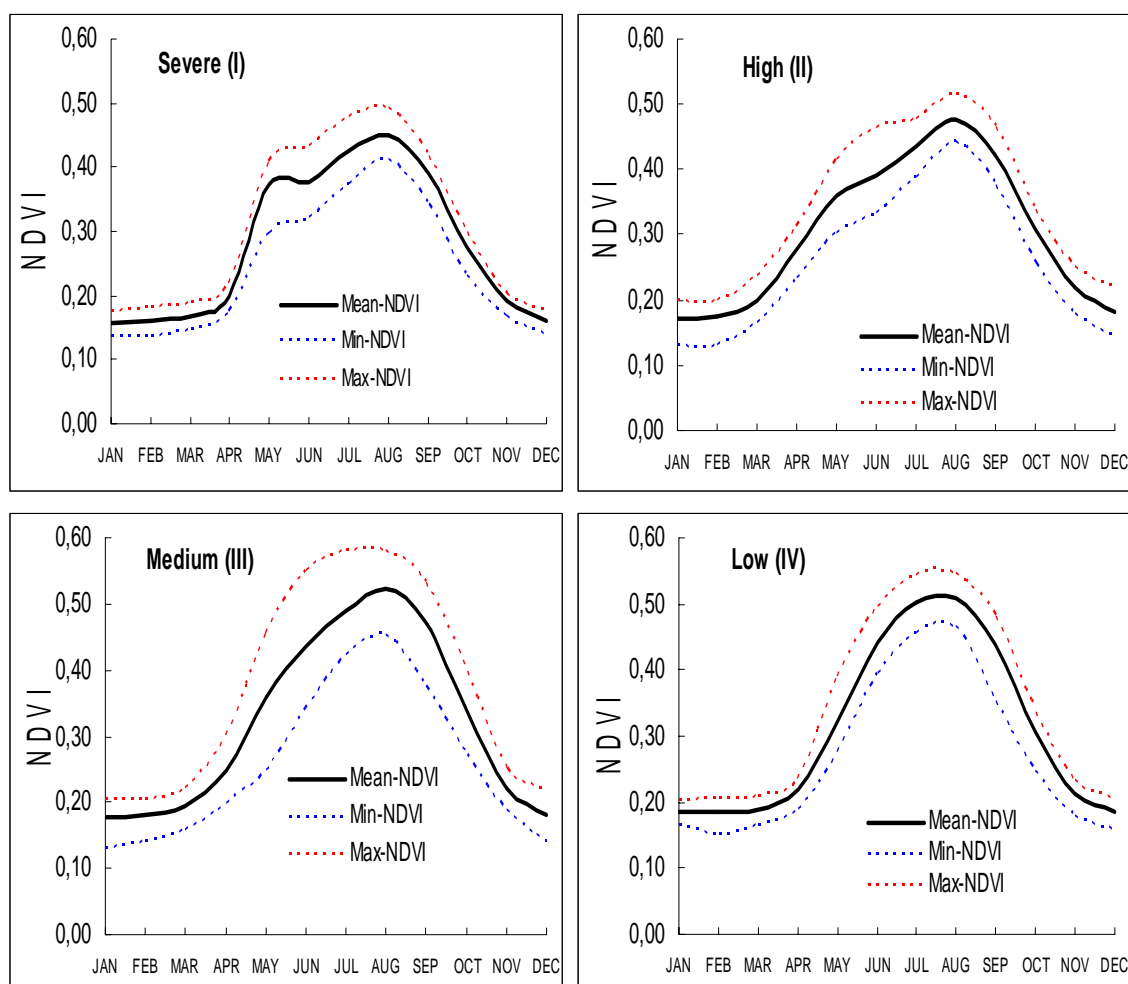 Severe (I)
0,60
0,50
0,40
0,30
0,20
0,10
0,00
NDVI
Mean-NDVI
Min-NDVI
Max-NDVI
JAN FEB MAR APR MAY JUN JUL AUG SEP OCT NOV DEC
High (II)
0,60
0,50
0,40
0,30
0,20
0,10
0,00
NDVI
Mean-NDVI
Min-NDVI
Max-NDVI
JAN FEB MAR APR MAY JUN JUL AUG SEP OCT NOV DEC
Medium (III)
0,60
0,50
0,40
0,30
0,20
0,10
0,00
NDVI
Mean-NDVI
Min-NDVI
Max-NDVI
JAN FEB MAR APR MAY JUN JUL AUG SEP OCT NOV DEC
Low (IV)
0,60
0,50
0,40
0,30
0,20
0,10
0,00
NDVI
Mean-NDVI
Min-NDVI
Max-NDVI
JAN FEB MAR APR MAY JUN JUL AUG SEP OCT NOV DEC